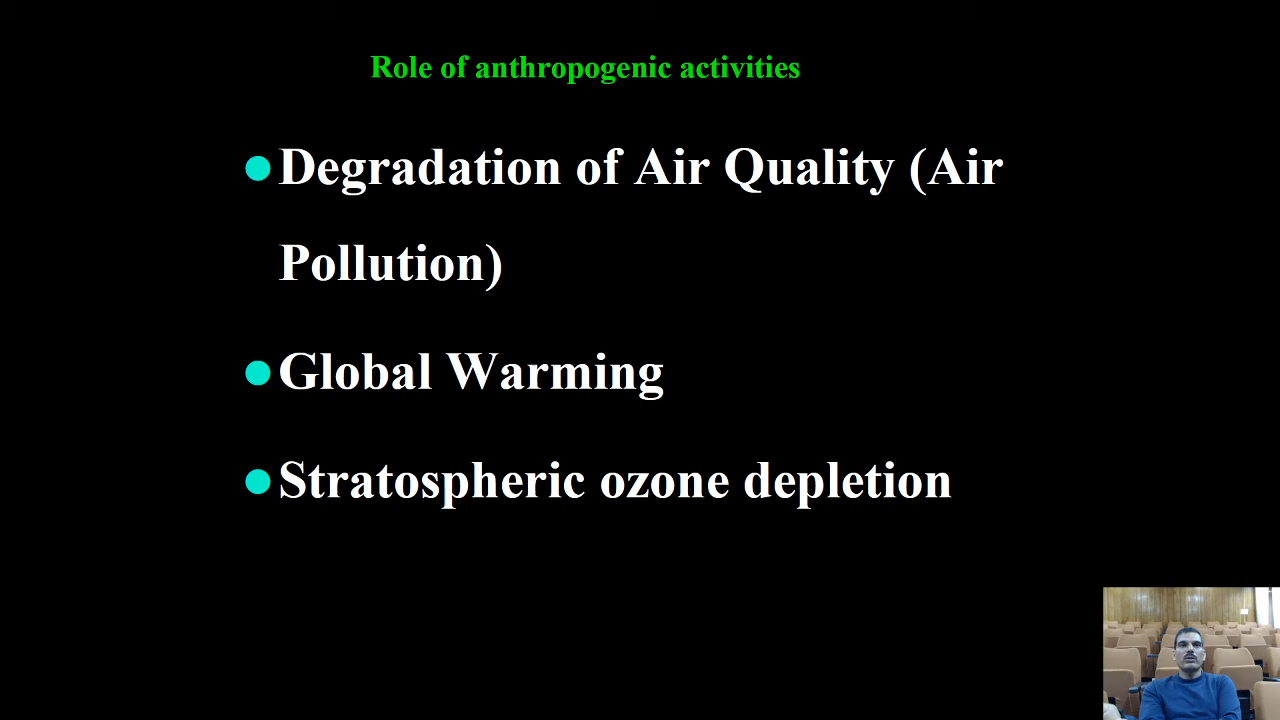 Role of anthropogenic activities
Degradation of Air Quality (Air
Pollution)
Global Warming
Stratospheric ozone depletion